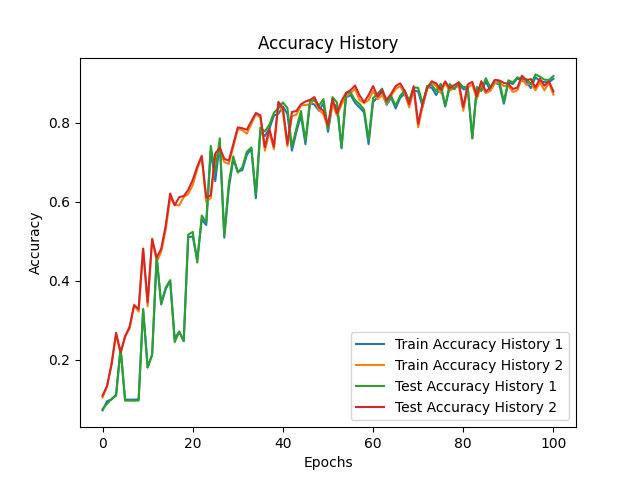 Accuracy History
Accuracy
0.8
0.6
0.4
0.2
Train Accuracy History 1
Train Accuracy History 2
Test Accuracy History 1
Test Accuracy History 2
0 20 40 60 80 100
Epochs